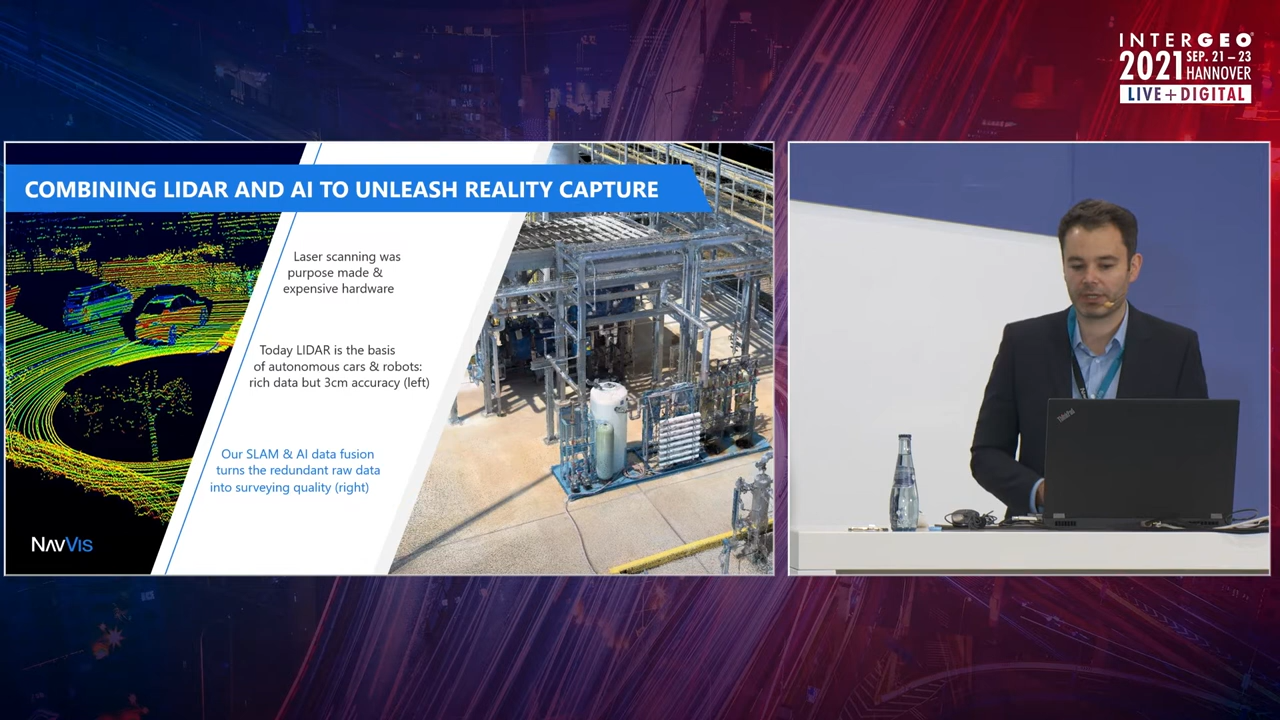 INTERGEO
2021 SEP. 21 – 23
HANNOVER
LIVE + DIGITAL
COMBINING LIDAR AND AI TO UNLEASH REALITY CAPTURE
Laser scanning was
purpose made &
expensive hardware
Today LIDAR is the basis
of autonomous cars & robots:
rich data but 3cm accuracy (left)
Our SLAM & AI data fusion
turns the redundant raw data
into surveying quality (right)
NAVVIS
ThinkPad